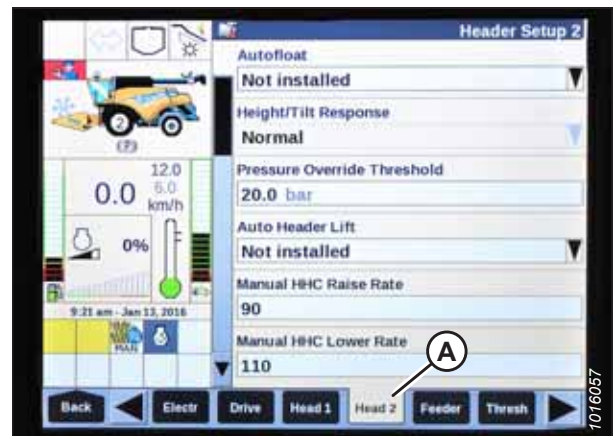 Header Setup 2
Autofloat
Not installed
Height/Tilt Response
Normal
Pressure Override Threshold
20.0 bar
Auto Header Lift
Not installed
Manual HHC Raise Rate
90
Manual HHC Lower Rate
110
2
(??)
12.0
0.0
6.0
km/h
0%
9:21 am - Jan 13, 2016
MAN
A
Back
Electr
Drive
Head 1
Head 2
Feeder
Thresh
1016057